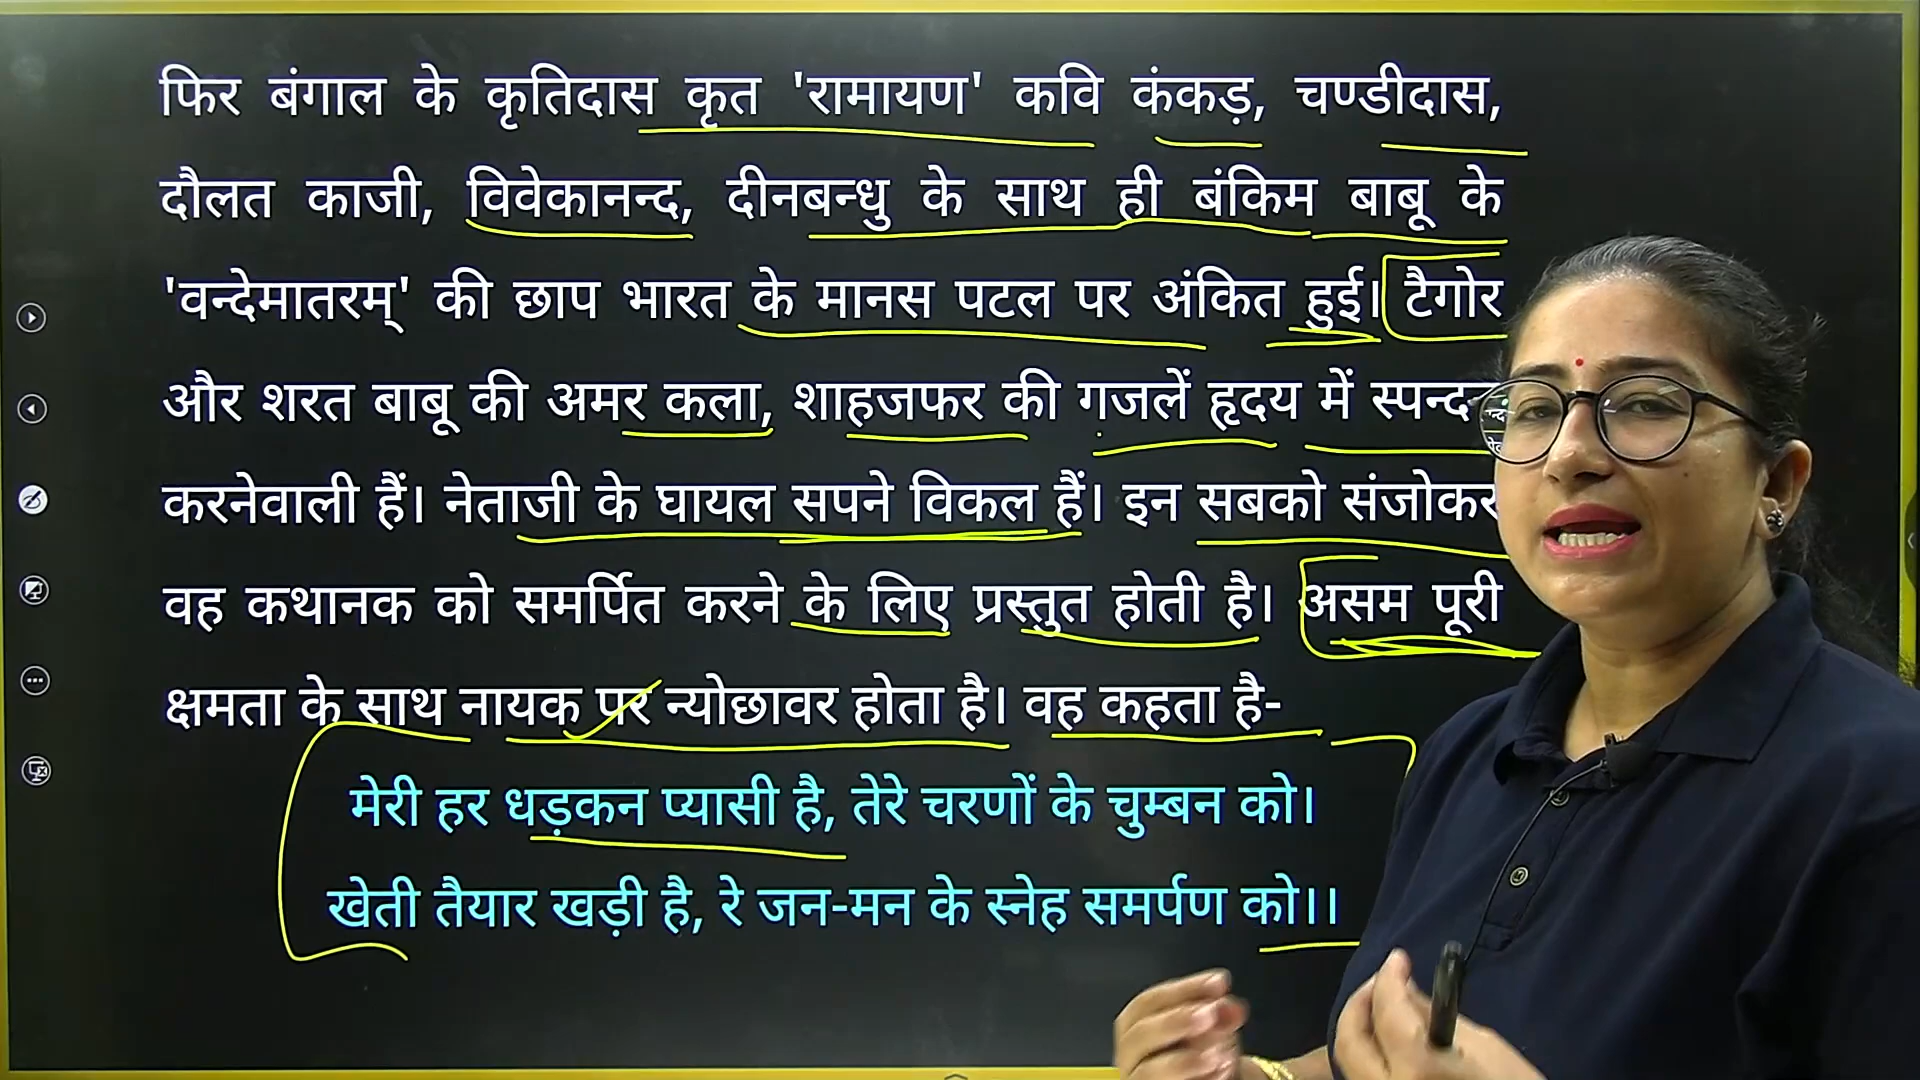 फिर बंगाल के कृतिदास कृत 'रामायण' कवि कंकड़, चण्डीदास,
दौलत काजी, विवेकानन्द, दीनबन्धु के साथ ही बंकिम बाबू के
'वन्देमातरम्' की छाप भारत के मानस पटल पर अंकित हुई। टैगोर
और शरत बाबू की अमर कला, शाहजफर की गजलें हृदय में स्पन्दन
करनेवाली हैं। नेताजी के घायल सपने विकल हैं। इन सबको संजोकर
वह कथानक को समर्पित करने के लिए प्रस्तुत होती है। असम पूरी
क्षमता के साथ नायक पर न्योछावर होता है। वह कहता है-
मेरी हर धड़कन प्यासी है, तेरे चरणों के चुम्बन को।
खेती तैयार खड़ी है, रे जन-मन के स्नेह समर्पण को।।